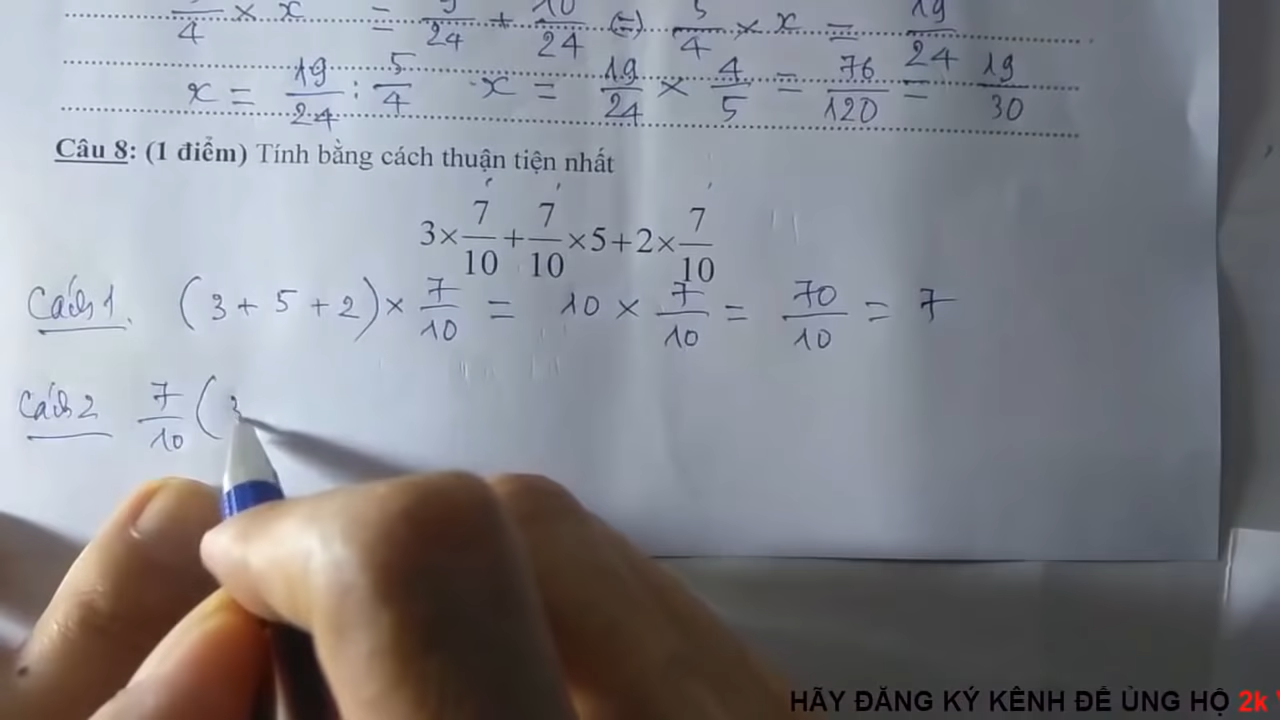 /4 × x = /24 + 10/24 (=) 5/4 × x = 19/24
x = 19/24 : 5/4 x = 19/24 × 4/5 = 76/120 = 19/30
Câu 8: (1 điểm) Tính bằng cách thuận tiện nhất
3×7/10+7/10×5+2×7/10
Cách 1. (3 + 5 + 2) × 7/10 = 10 × 7/10 = 70/10 = 7
Cách 2 7/10 (3
HÃY ĐĂNG KÝ KÊNH ĐỂ ỦNG HỘ 2k